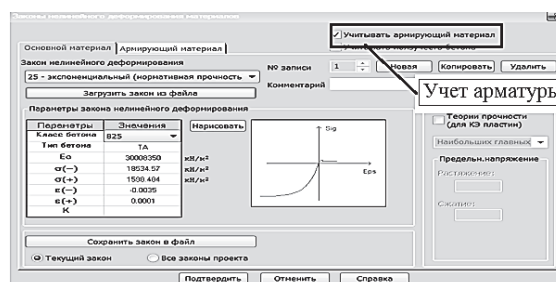 Законы нелинейного деформирования материалов
Учитывать армирующий материал
Основной материал Армирующий материал
Закон нелинейного деформирования
25 - экспоненциальный (нормативная прочность
Загрузить закон из файла
№ записи 1 Новая Копировать Удалить
Комментарий
Учет арматуры
Параметры закона нелинейного деформирования
Параметры Значения
Класс бетона B25
Тип бетона ТА
Eo 30008350 кН/м²
σ(-) 18534.57 кН/м²
σ(+) 1598.484 кН/м²
ε(-) -0.0035
ε(+) 0.0001
K
Нарисовать
Sig
Eps
Теории прочности
(для КЭ пластин)
Наибольших главных
Предельн.напряжение
Растяжение:
Сжатие:
Сохранить закон в файл
Текущий закон Все законы проекта
Подтвердить Отменить Справка